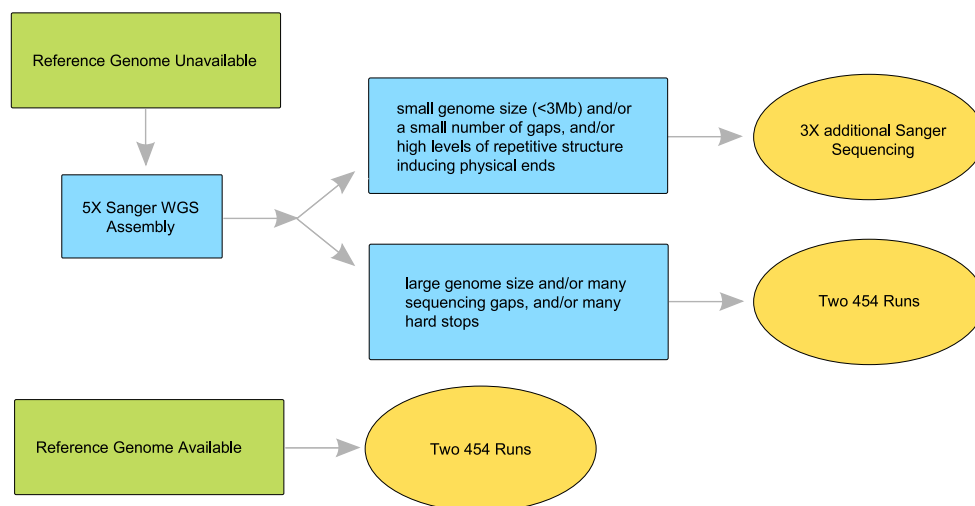 Reference Genome Unavailable
5X Sanger WGS
Assembly
small genome size (<3Mb) and/or
a small number of gaps, and/or
high levels of repetitive structure
inducing physical ends
3X additional Sanger
Sequencing
large genome size and/or many
sequencing gaps, and/or many
hard stops
Two 454 Runs
Reference Genome Available
Two 454 Runs